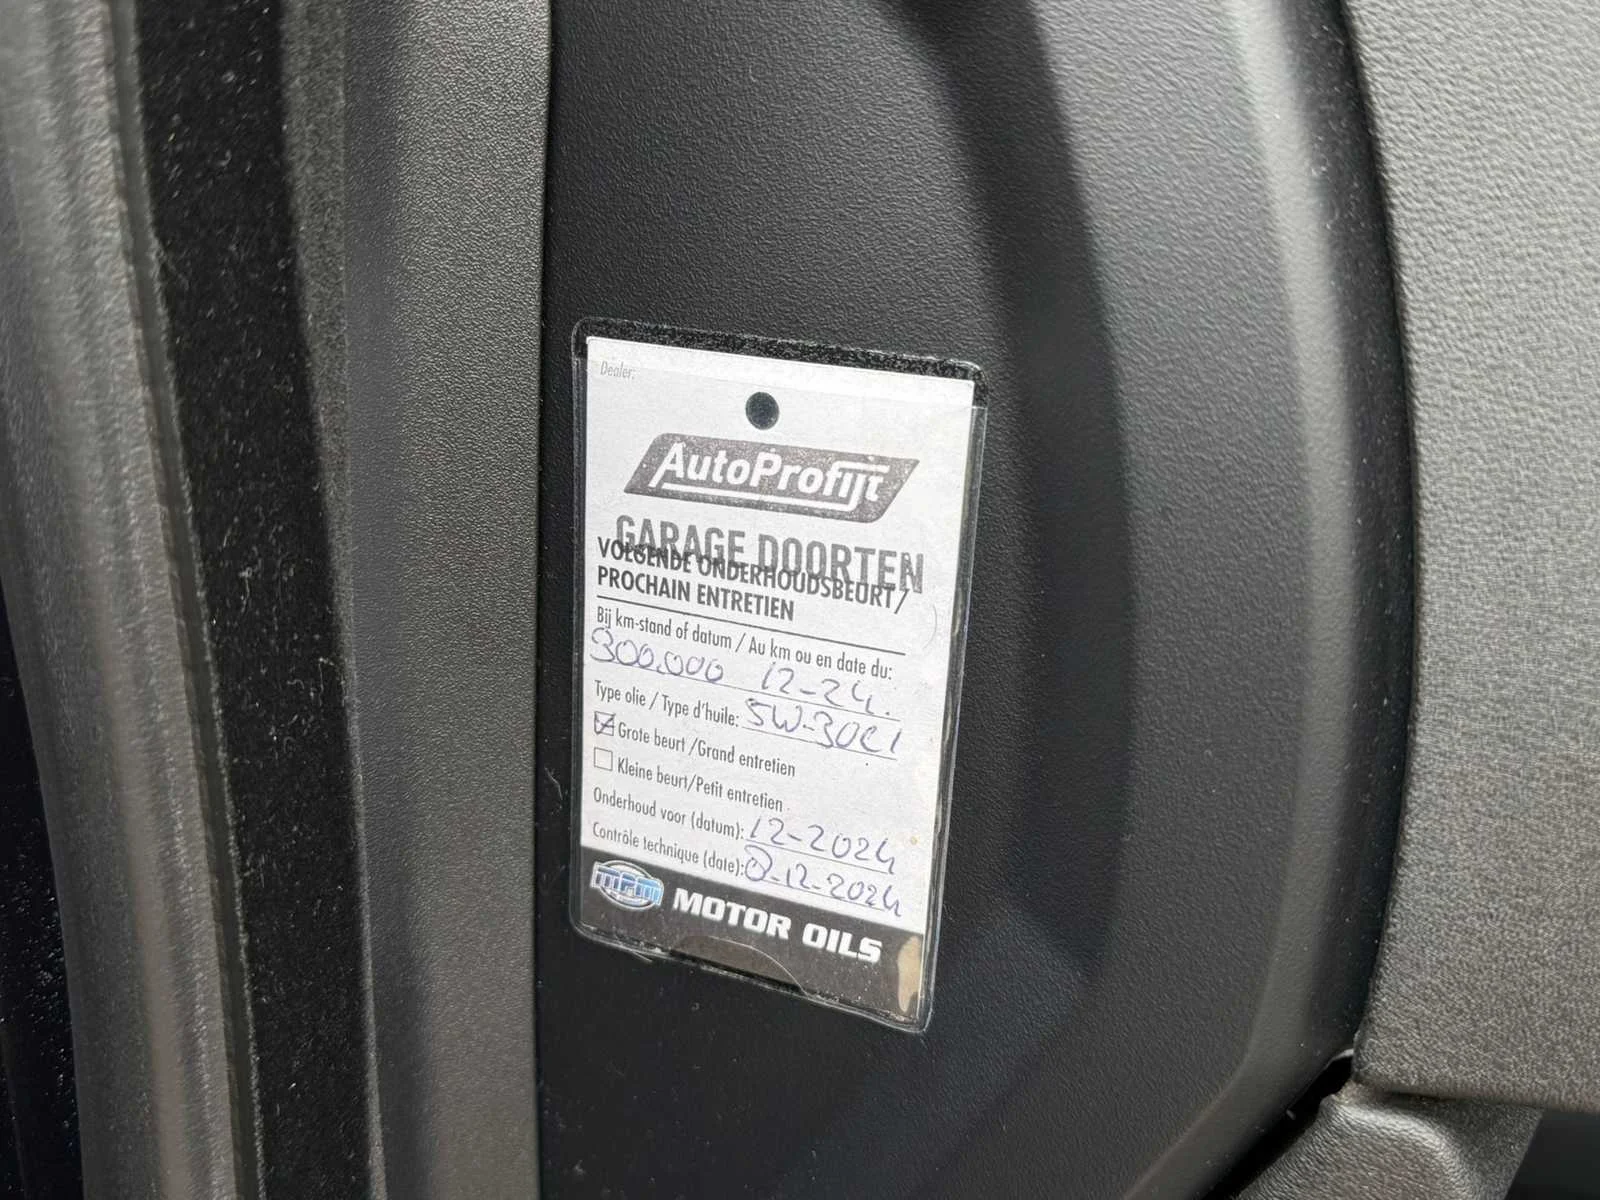 Dealer:
AutoProfijt
GARAGE DOORTEN
VOLGENDE ONDERHOUDSBEURT/
PROCHAIN ENTRETIEN
Bij km-stand of datum / Au km ou en date du:
300.000 12-24.
Type olie / Type d'huile: 5W-30C1
Grote beurt /Grand entretien
Kleine beurt/Petit entretien
Onderhoud voor (datum): 12-2024
Contrôle technique (date): -12-2024
MPM MOTOR OILS